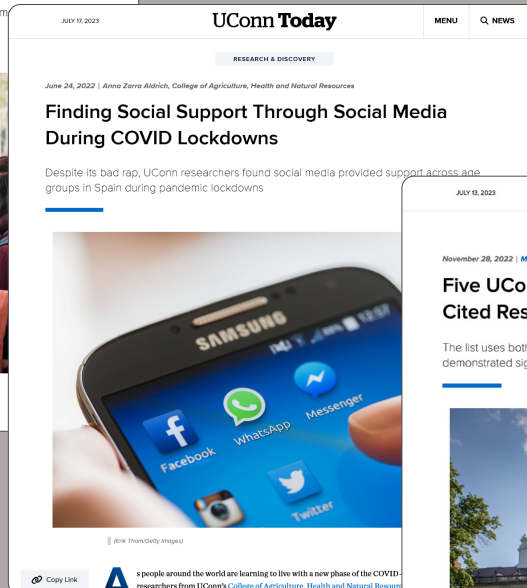 m
JULY 17, 2023
UConn Today
MENU
NEWS
RESEARCH & DISCOVERY
June 24, 2022 | Anna Zarra Aldrich, College of Agriculture, Health and Natural Resources
Finding Social Support Through Social Media
During COVID Lockdowns
Despite its bad rap, UConn researchers found social media provided support across age
groups in Spain during pandemic lockdowns
JULY 13, 2023
November 28, 2022 | M
Five UCo
Cited Res
The list uses both
demonstrated sig
SAMSUNG
12:57
Facebook
WhatsApp
Messenger
Twitter
(Erik Tham/Getty Images)
Copy Link
As people around the world are learning to live with a new phase of the COVID-
researchers from UConn's College of Agriculture, Health and Natural Resour